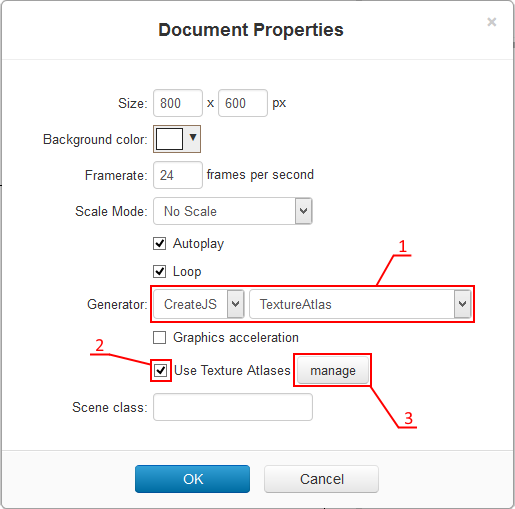 Document Properties ×
Size: 800 x 600 px
Background color:
Framerate: 24 frames per second
Scale Mode: No Scale
Autoplay
1
Loop
Generator: CreateJS TextureAtlas
Graphics acceleration
2
Use Texture Atlases manage
Scene class:
3
OK Cancel